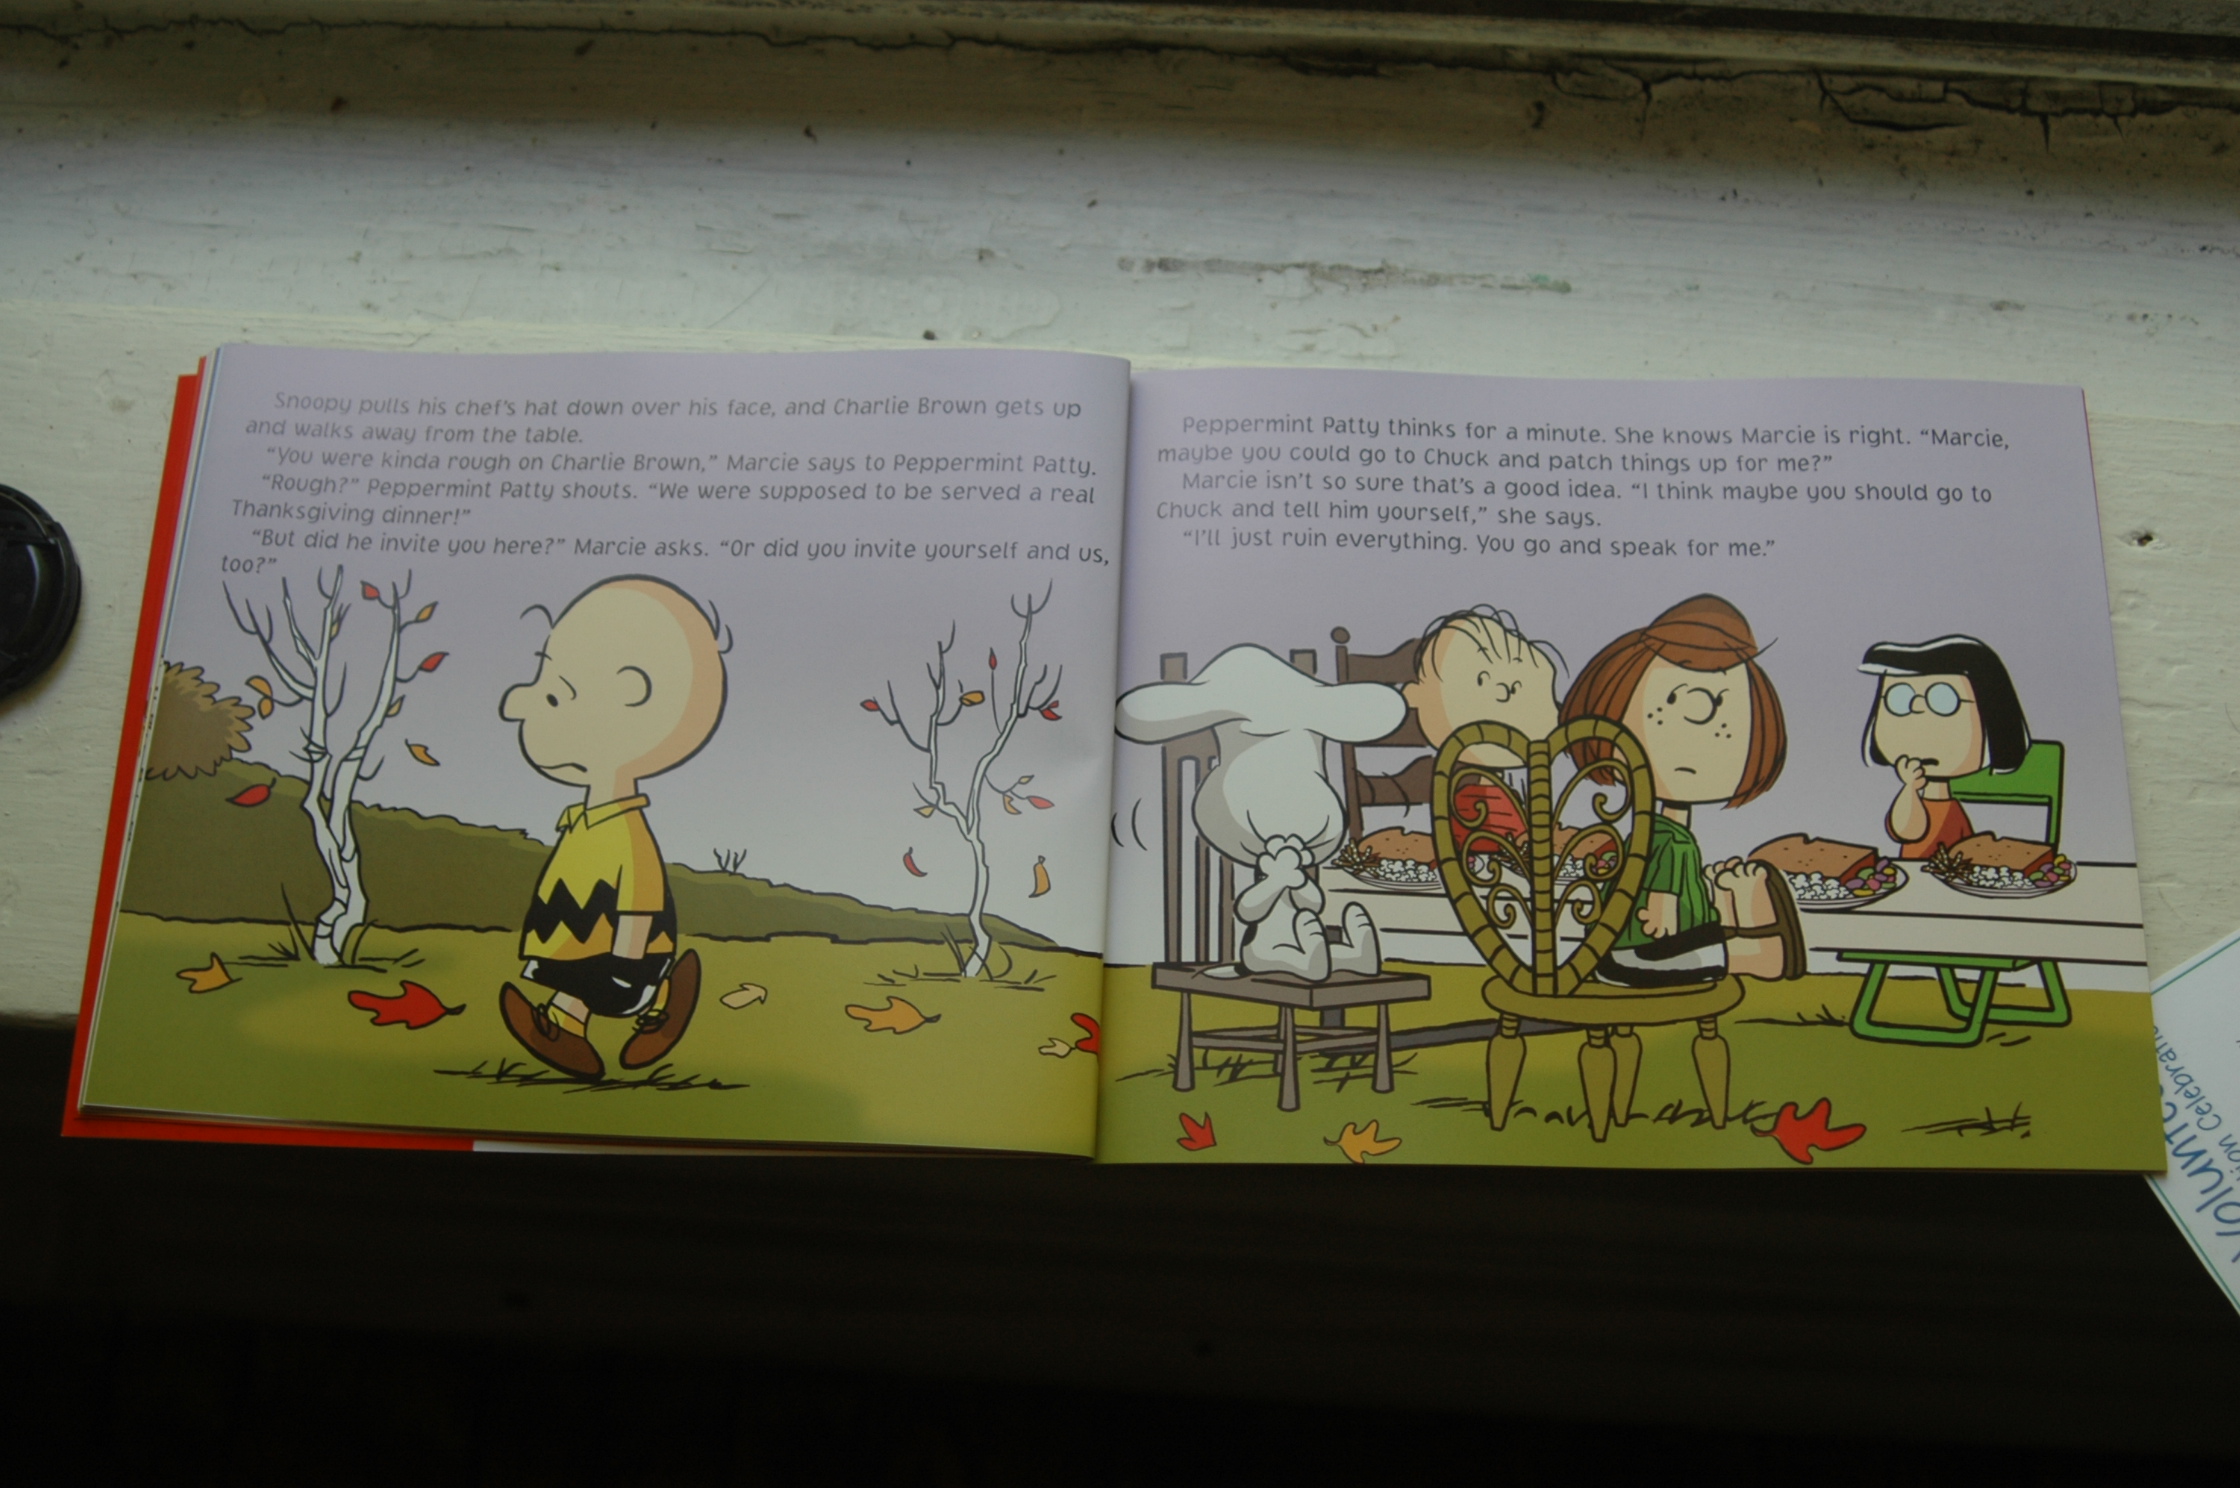 Snoopy pulls his chef's hat down over his face, and Charlie Brown gets up
and walks away from the table.
“You were kinda rough on Charlie Brown,” Marcie says to Peppermint Patty.
“Rough?” Peppermint Patty shouts. “We were supposed to be served a real
Thanksgiving dinner!”
“But did he invite you here?” Marcie asks. “Or did you invite yourself and us,
too?”
Peppermint Patty thinks for a minute. She knows Marcie is right. “Marcie,
maybe you could go to Chuck and patch things up for me?”
Marcie isn't so sure that's a good idea. “I think maybe you should go to
Chuck and tell him yourself,” she says.
“I'll just ruin everything. You go and speak for me.”